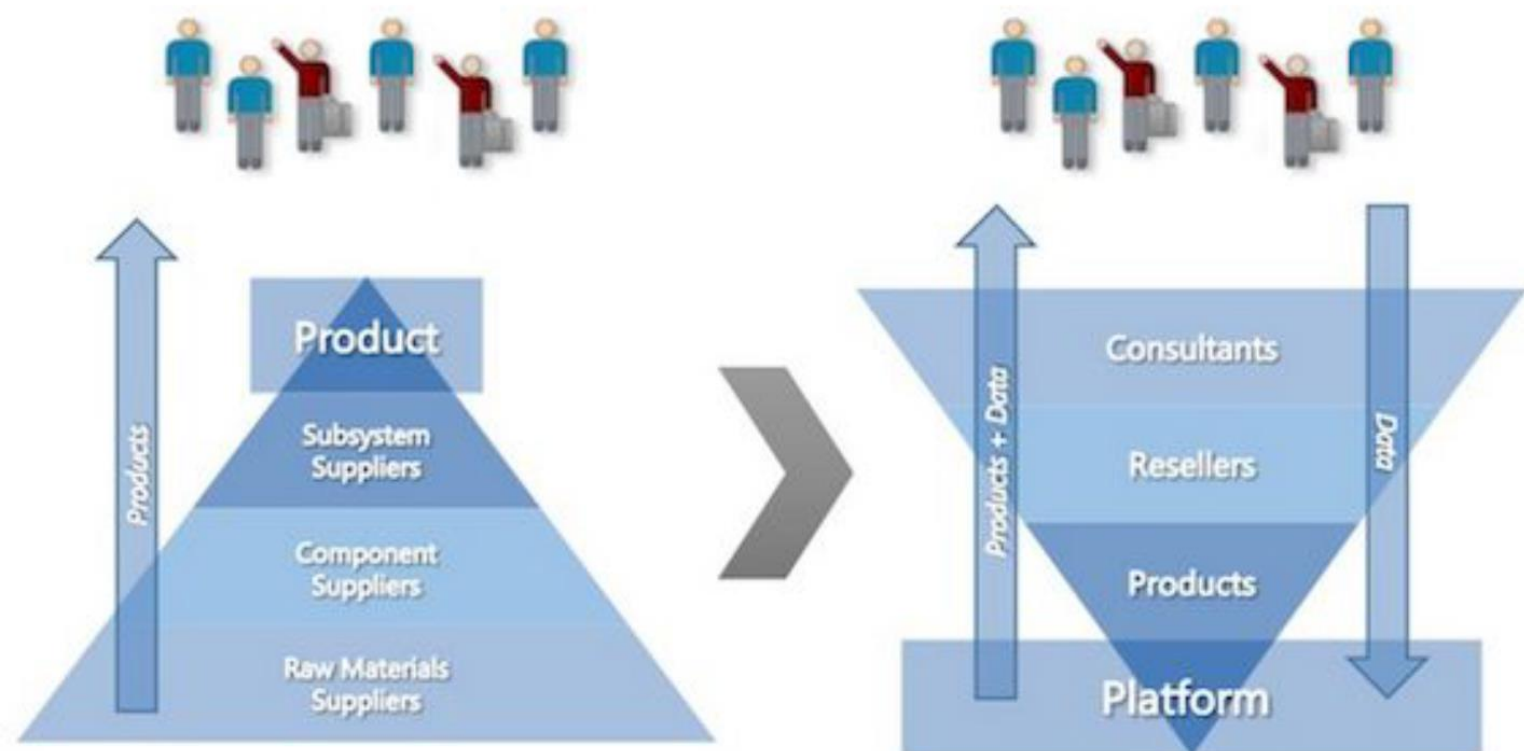 Products
Product
Subsystem
Suppliers
Component
Suppliers
Raw Materials
Suppliers
Products + Data
Consultants
Resellers
Products
Platform
Data